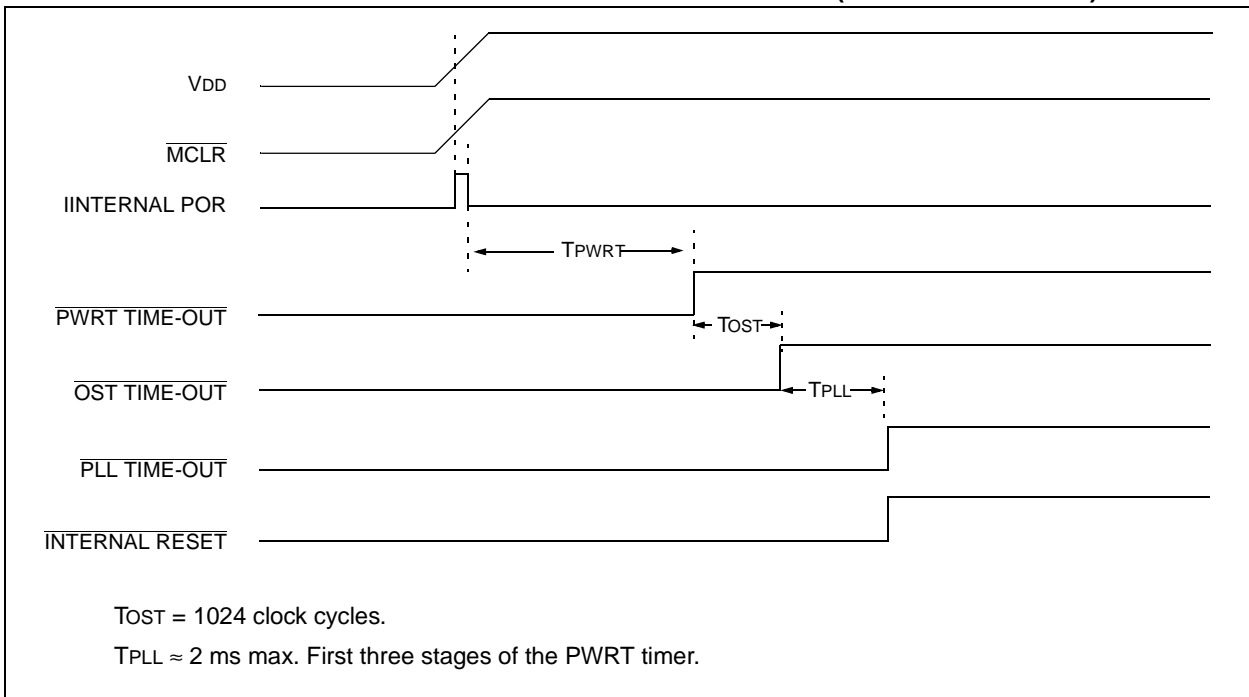 VDD
MCLR
IINTERNAL POR
TPWRT
PWRT TIME-OUT
TOST
OST TIME-OUT
TPLL
PLL TIME-OUT
INTERNAL RESET
TOST = 1024 clock cycles.
TPLL ≈ 2 ms max. First three stages of the PWRT timer.